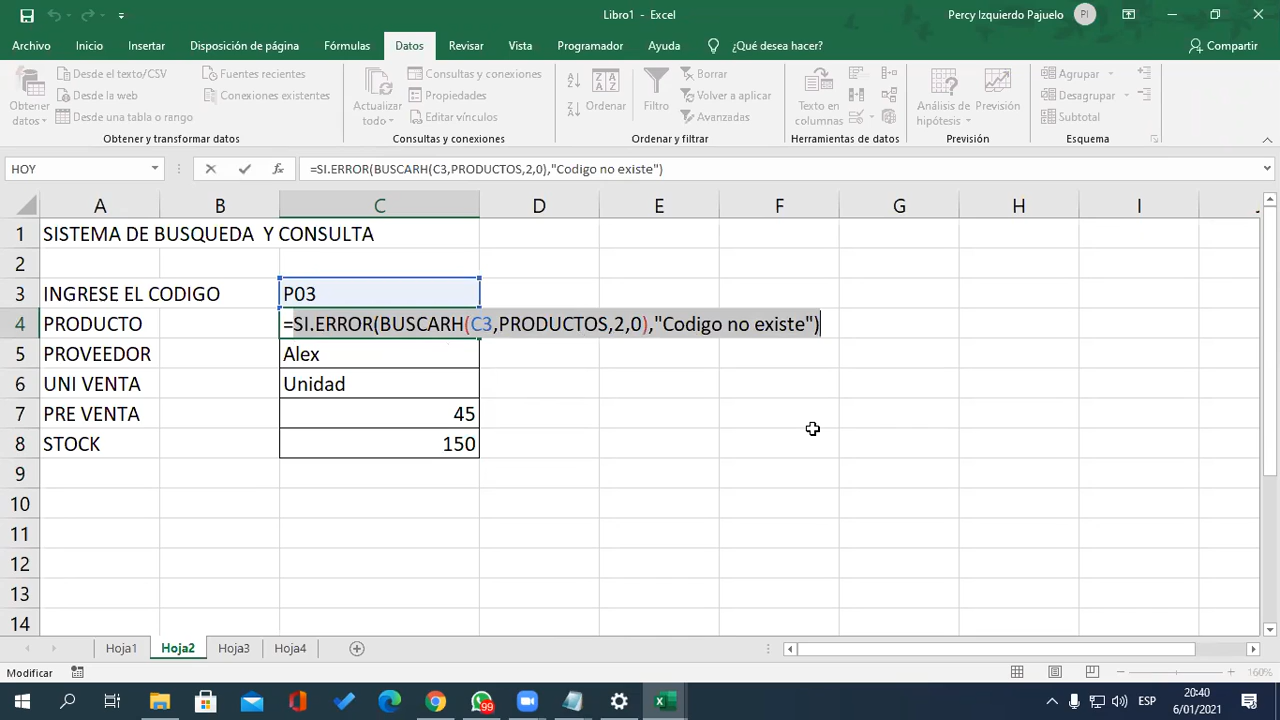 Libro1 - Excel
Percy Izquierdo Pajuelo PI
Archivo Inicio Insertar Disposición de página Fórmulas Datos Revisar Vista Programador Ayuda ¿Qué desea hacer? Compartir
Obtener datos
Desde el texto/CSV
Desde la web
Desde una tabla o rango
Fuentes recientes
Conexiones existentes
Obtener y transformar datos
Actualizar todo
Consultas y conexiones
Propiedades
Editar vínculos
Consultas y conexiones
Ordenar
Filtro
Borrar
Volver a aplicar
Avanzadas
Ordenar y filtrar
Texto en columnas
Herramientas de datos
Análisis de hipótesis
Previsión
Previsión
Agrupar
Desagrupar
Subtotal
Esquema
HOY
=SI.ERROR(BUSCARH(C3,PRODUCTOS,2,0),"Codigo no existe")
A B C D E F G H I
1 SISTEMA DE BUSQUEDA Y CONSULTA
2
3 INGRESE EL CODIGO P03
4 PRODUCTO =SI.ERROR(BUSCARH(C3,PRODUCTOS,2,0),"Codigo no existe")
5 PROVEEDOR Alex
6 UNI VENTA Unidad
7 PRE VENTA 45
8 STOCK 150
9
10
11
12
13
14
Hoja1 Hoja2 Hoja3 Hoja4
Modificar 160%
99
ESP
20:40
6/01/2021